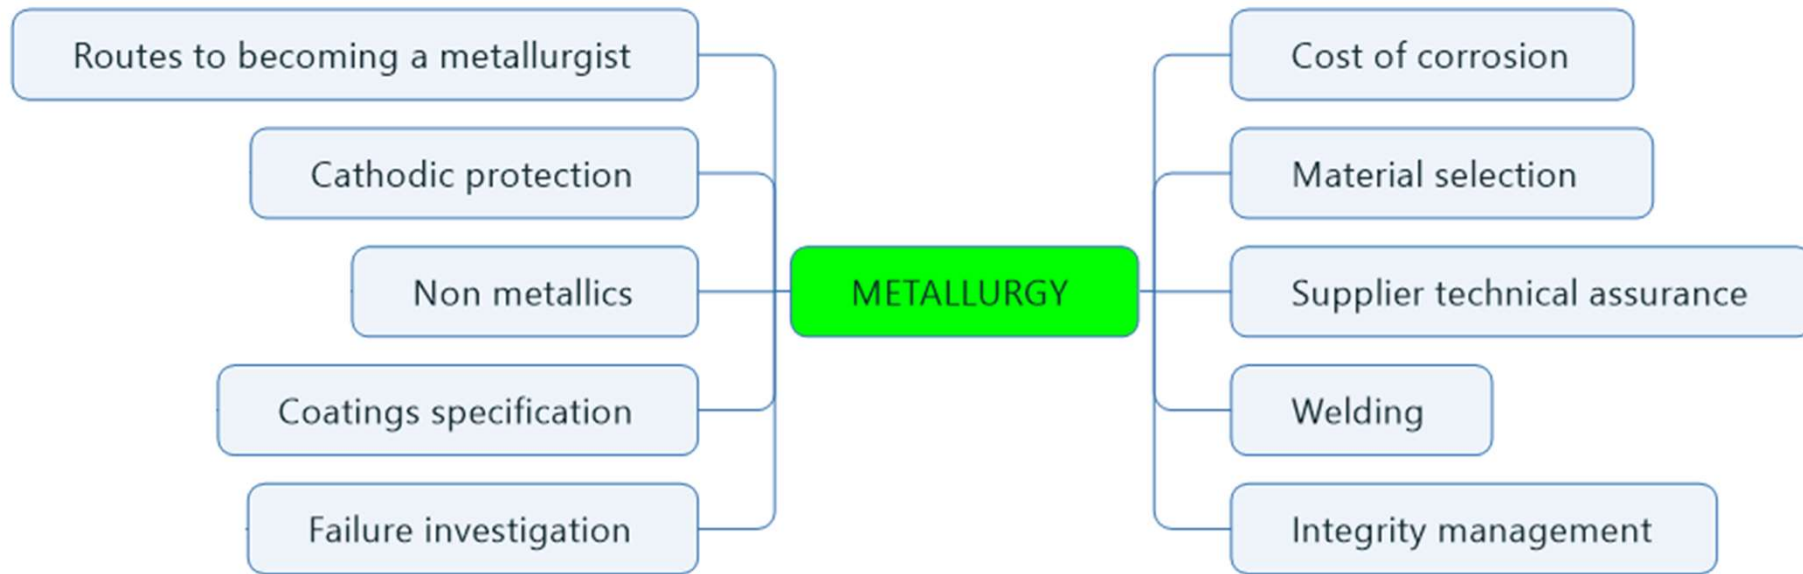 Routes to becoming a metallurgist
Cathodic protection
Non metallics
Coatings specification
Failure investigation
METALLURGY
Cost of corrosion
Material selection
Supplier technical assurance
Welding
Integrity management